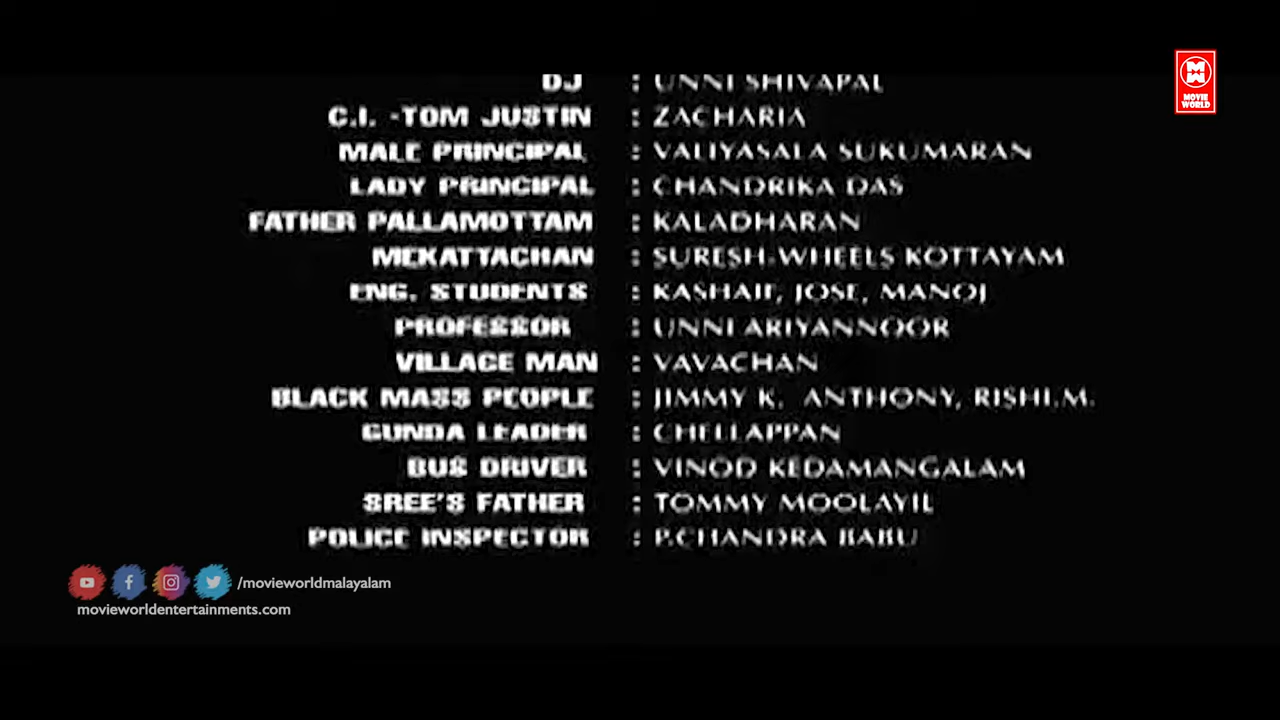 DJ : UNNI SHIVAPAL
C.I. -TOM JUSTIN : ZACHARIA
MALE PRINCIPAL : VALIYASALA SUKUMARAN
LADY PRINCIPAL : CHANDRIKA DAS
FATHER PALLAMOTTAM : KALADHARAN
MEKATTACHAN : SURESH-WHEELS KOTTAYAM
ENG. STUDENTS : KASHAIF, JOSE, MANOJ
PROFESSOR : UNNI ARIYANNOOR
VILLAGE MAN : VAVACHAN
BLACK MASS PEOPLE : JIMMY K. ANTHONY, RISHI.M.
GUNDA LEADER : CHELLAPPAN
BUS DRIVER : VINOD KEDAMANGALAM
SREE'S FATHER : TOMMY MOOLAYIL
POLICE INSPECTOR : P.CHANDRA BABU
/movieworldmalayalam
movieworldentertainments.com
MOVIE
WORLD